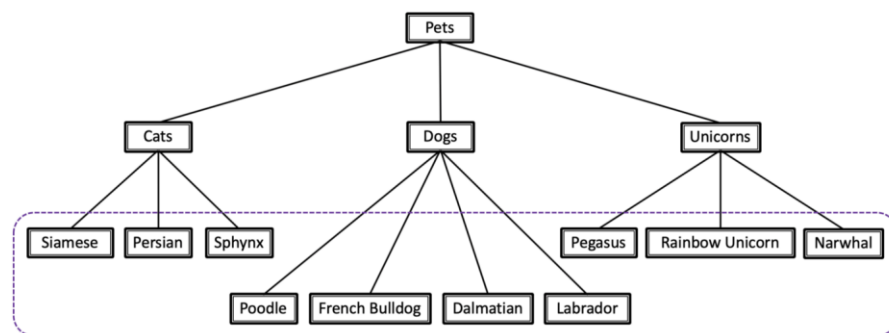 Pets
Cats
Dogs
Unicorns
Siamese
Persian
Sphynx
Pegasus
Rainbow Unicorn
Narwhal
Poodle
French Bulldog
Dalmatian
Labrador